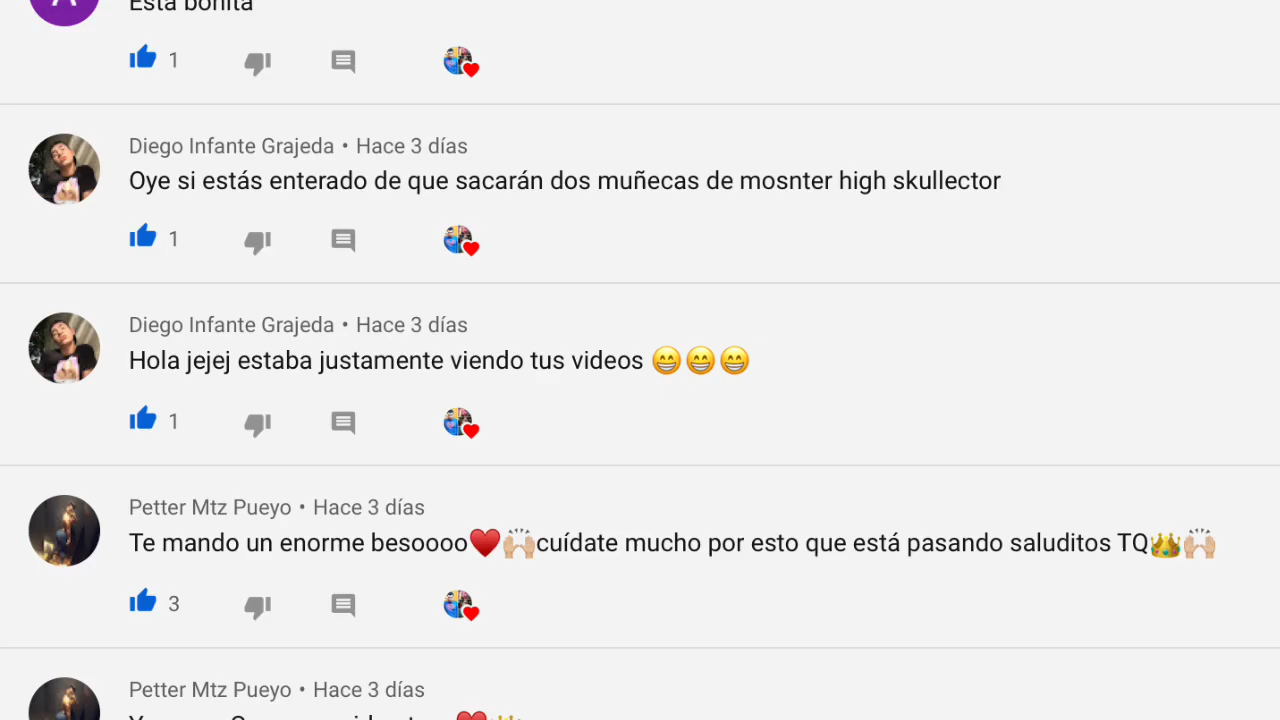 Está bonita
1
Diego Infante Grajeda • Hace 3 días
Oye si estás enterado de que sacarán dos muñecas de mosnter high skullector
1
Diego Infante Grajeda • Hace 3 días
Hola jejej estaba justamente viendo tus videos 😁😁😁
1
Petter Mtz Pueyo • Hace 3 días
Te mando un enorme besoooo♥️🙌🏼cuídate mucho por esto que está pasando saluditos TQ👑🙌🏼
3
Petter Mtz Pueyo • Hace 3 días